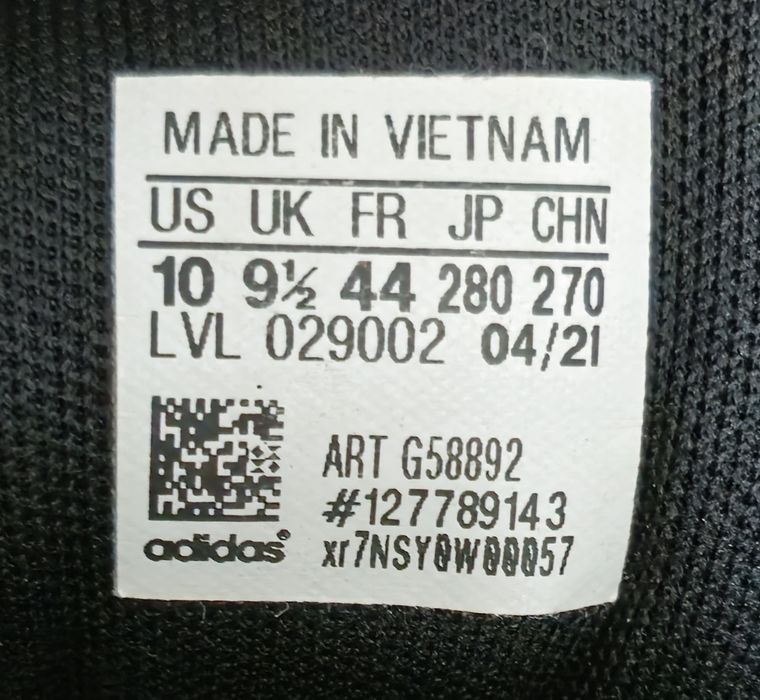 MADE IN VIETNAM
US UK FR JP CHN
10 9½ 44 280 270
LVL 029002 04/21
ART G58892
#127789143
adidas® xr7NSY0W00057